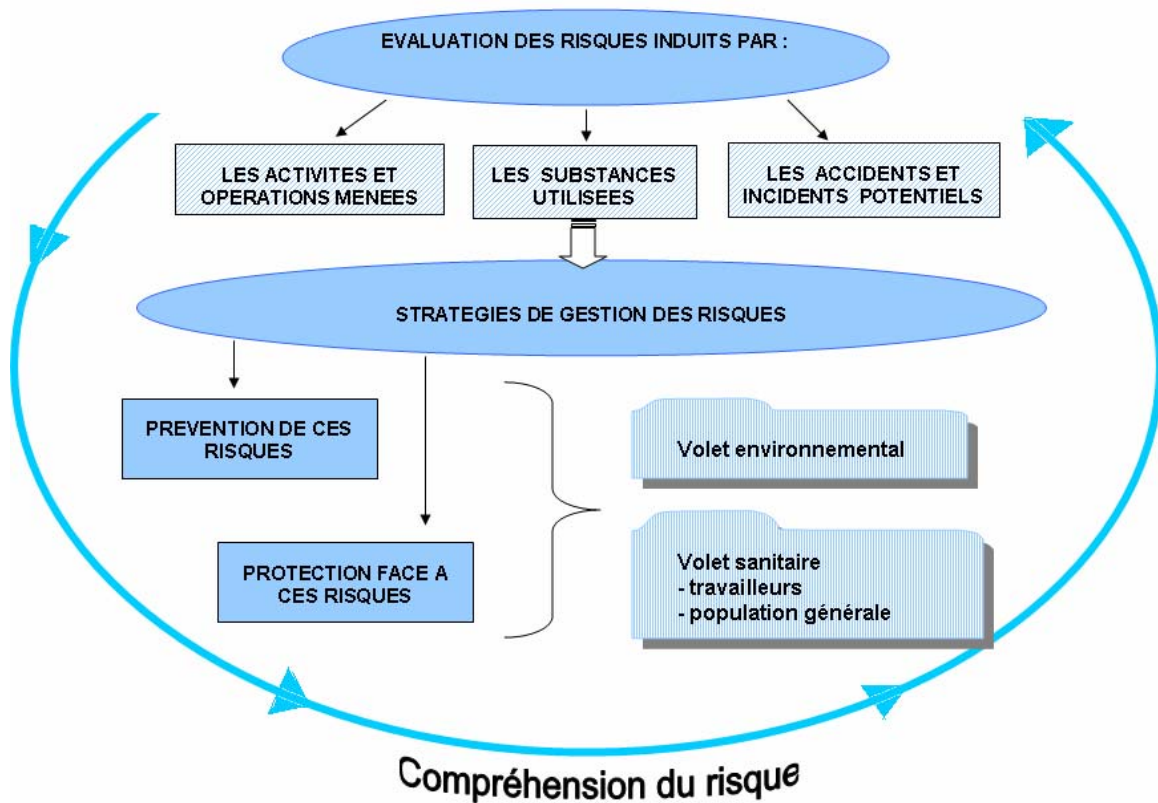 EVALUATION DES RISQUES INDUITS PAR :
LES ACTIVITES ET
OPERATIONS MENEES
LES SUBSTANCES
UTILISEES
LES ACCIDENTS ET
INCIDENTS POTENTIELS
STRATEGIES DE GESTION DES RISQUES
PREVENTION DE CES
RISQUES
Volet environnemental
PROTECTION FACE A
CES RISQUES
Volet sanitaire
- travailleurs
- population générale
Compréhension du risque